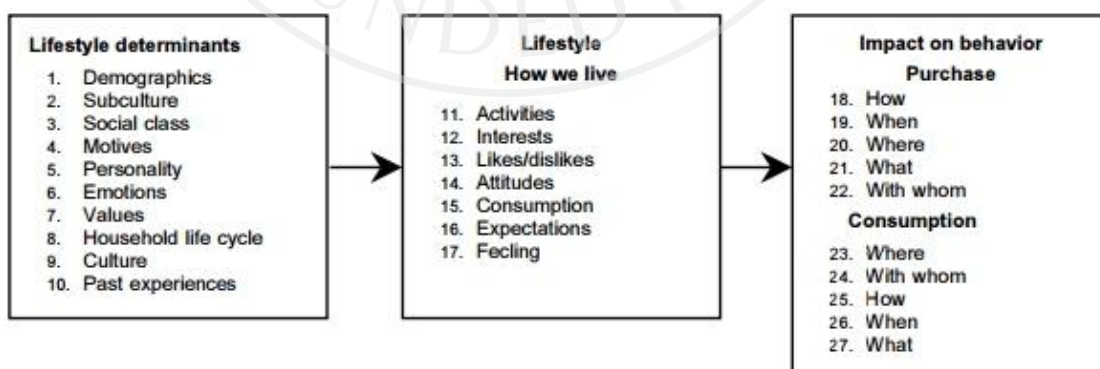 Lifestyle determinants
1. Demographics
2. Subculture
3. Social class
4. Motives
5. Personality
6. Emotions
7. Values
8. Household life cycle
9. Culture
10. Past experiences
Lifestyle
How we live
11. Activities
12. Interests
13. Likes/dislikes
14. Attitudes
15. Consumption
16. Expectations
17. Fecling
Impact on behavior
Purchase
18. How
19. When
20. Where
21. What
22. With whom
Consumption
23. Where
24. With whom
25. How
26. When
27. What